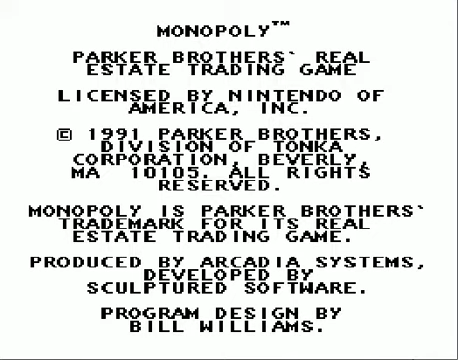 MONOPOLY™
PARKER BROTHERS` REAL
ESTATE TRADING GAME
LICENSED BY NINTENDO OF
AMERICA, INC.
© 1991 PARKER BROTHERS,
DIVISION OF TONKA
CORPORATION, BEVERLY,
MA 10105. ALL RIGHTS
RESERVED.
MONOPOLY IS PARKER BROTHERS`
TRADEMARK FOR ITS REAL
ESTATE TRADING GAME.
PRODUCED BY ARCADIA SYSTEMS,
DEVELOPED BY
SCULPTURED SOFTWARE.
PROGRAM DESIGN BY
BILL WILLIAMS.